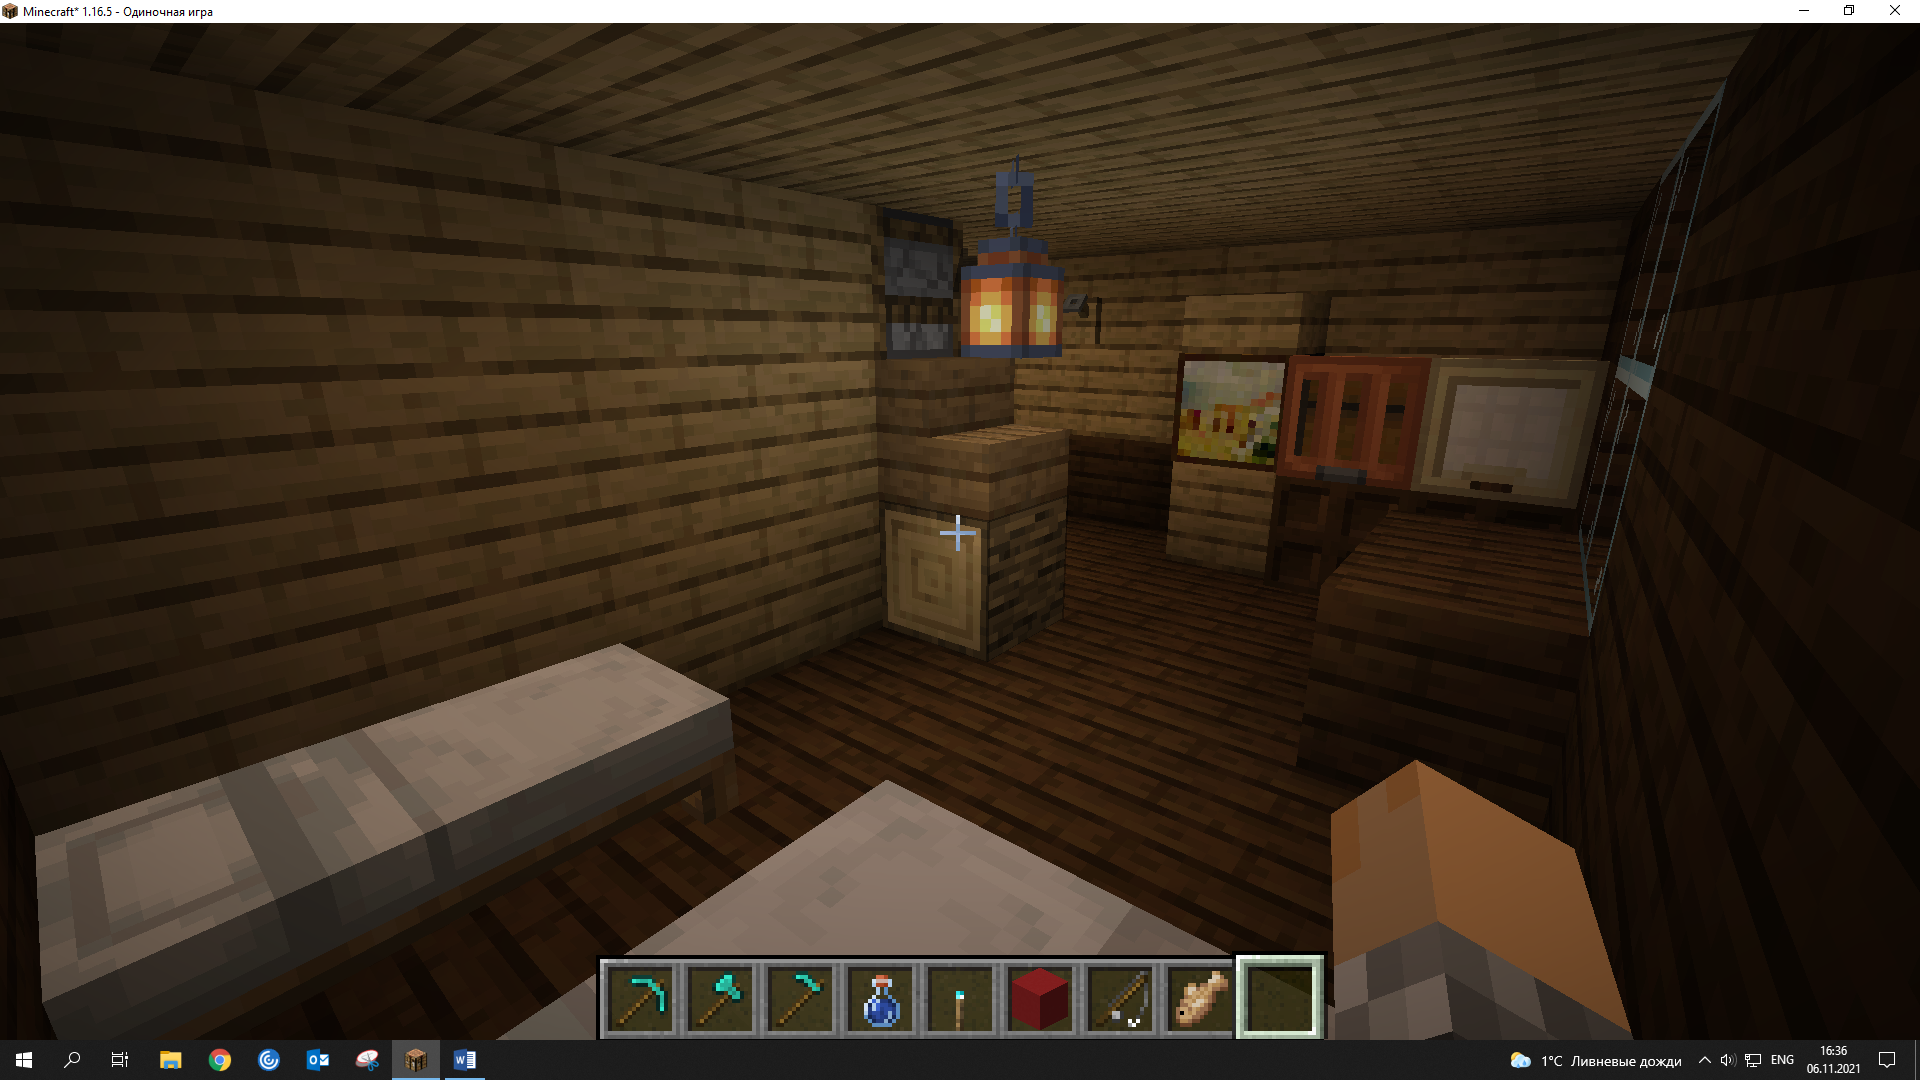 Minecraft* 1.16.5 - Одиночная игра
1°C Ливневые дожди
ENG
16:36
06.11.2021